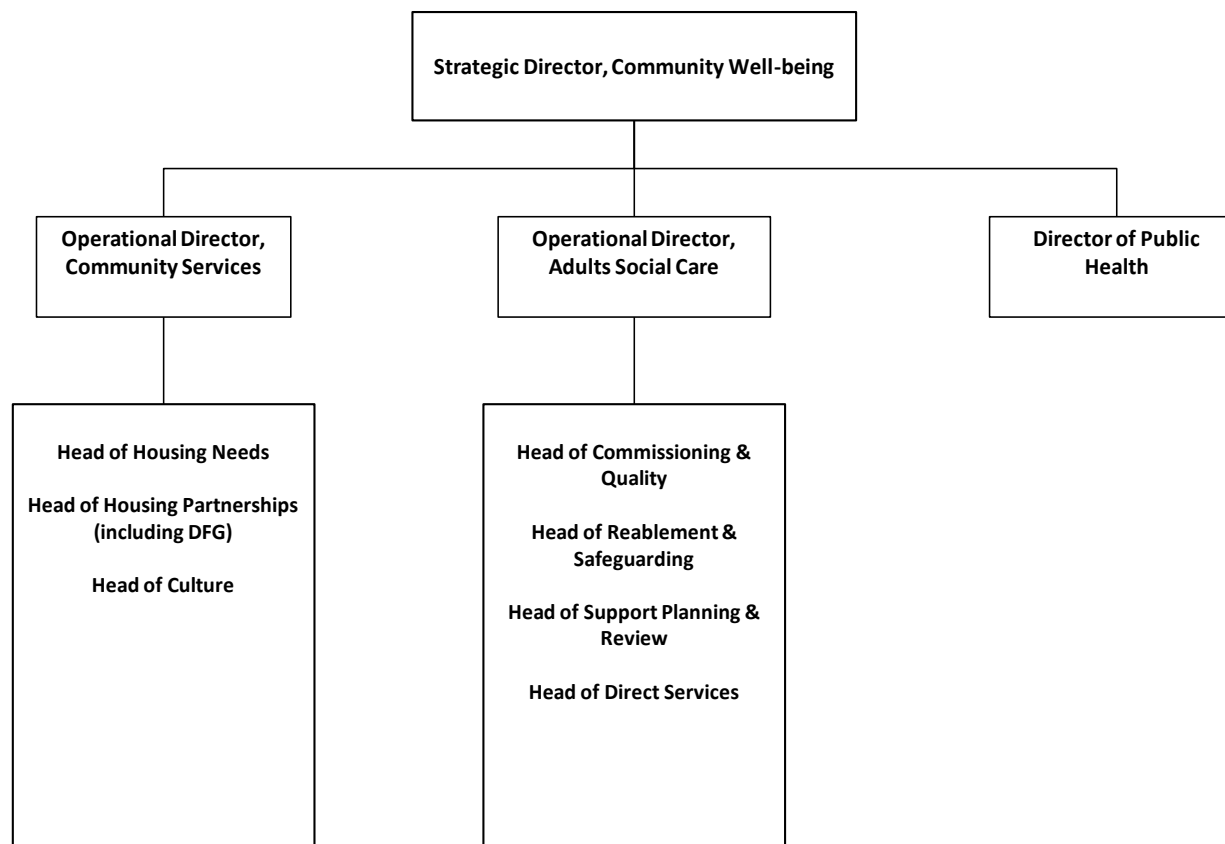 Strategic Director, Community Well-being
Operational Director,
Community Services
Operational Director,
Adults Social Care
Director of Public
Health
Head of Housing Needs
Head of Housing Partnerships
(including DFG)
Head of Culture
Head of Commissioning &
Quality
Head of Reablement &
Safeguarding
Head of Support Planning &
Review
Head of Direct Services